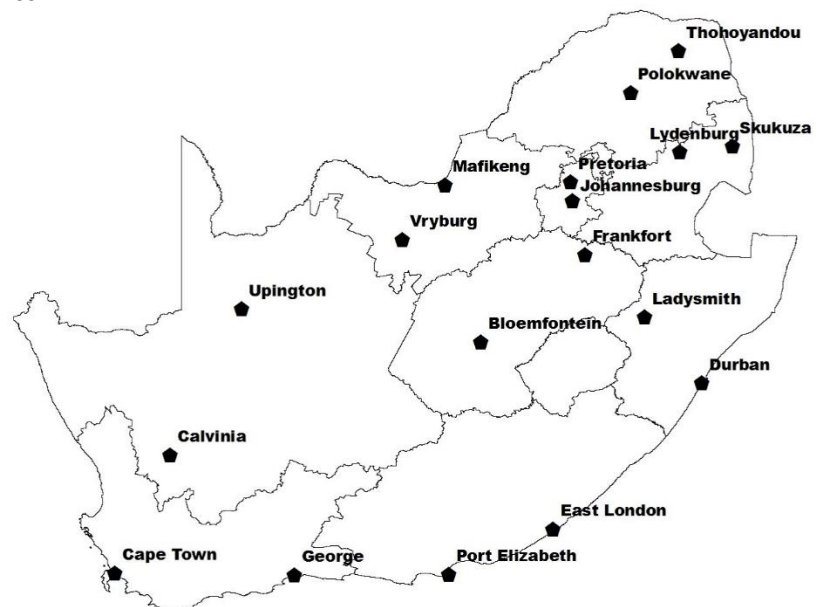 Thohoyandou
Polokwane
Lydenburg
Skukuza
Mafikeng
Pretoria
Johannesburg
Vryburg
Frankfort
Upington
Ladysmith
Bloemfontein
Durban
Calvinia
East London
Cape Town
George
Port Elizabeth